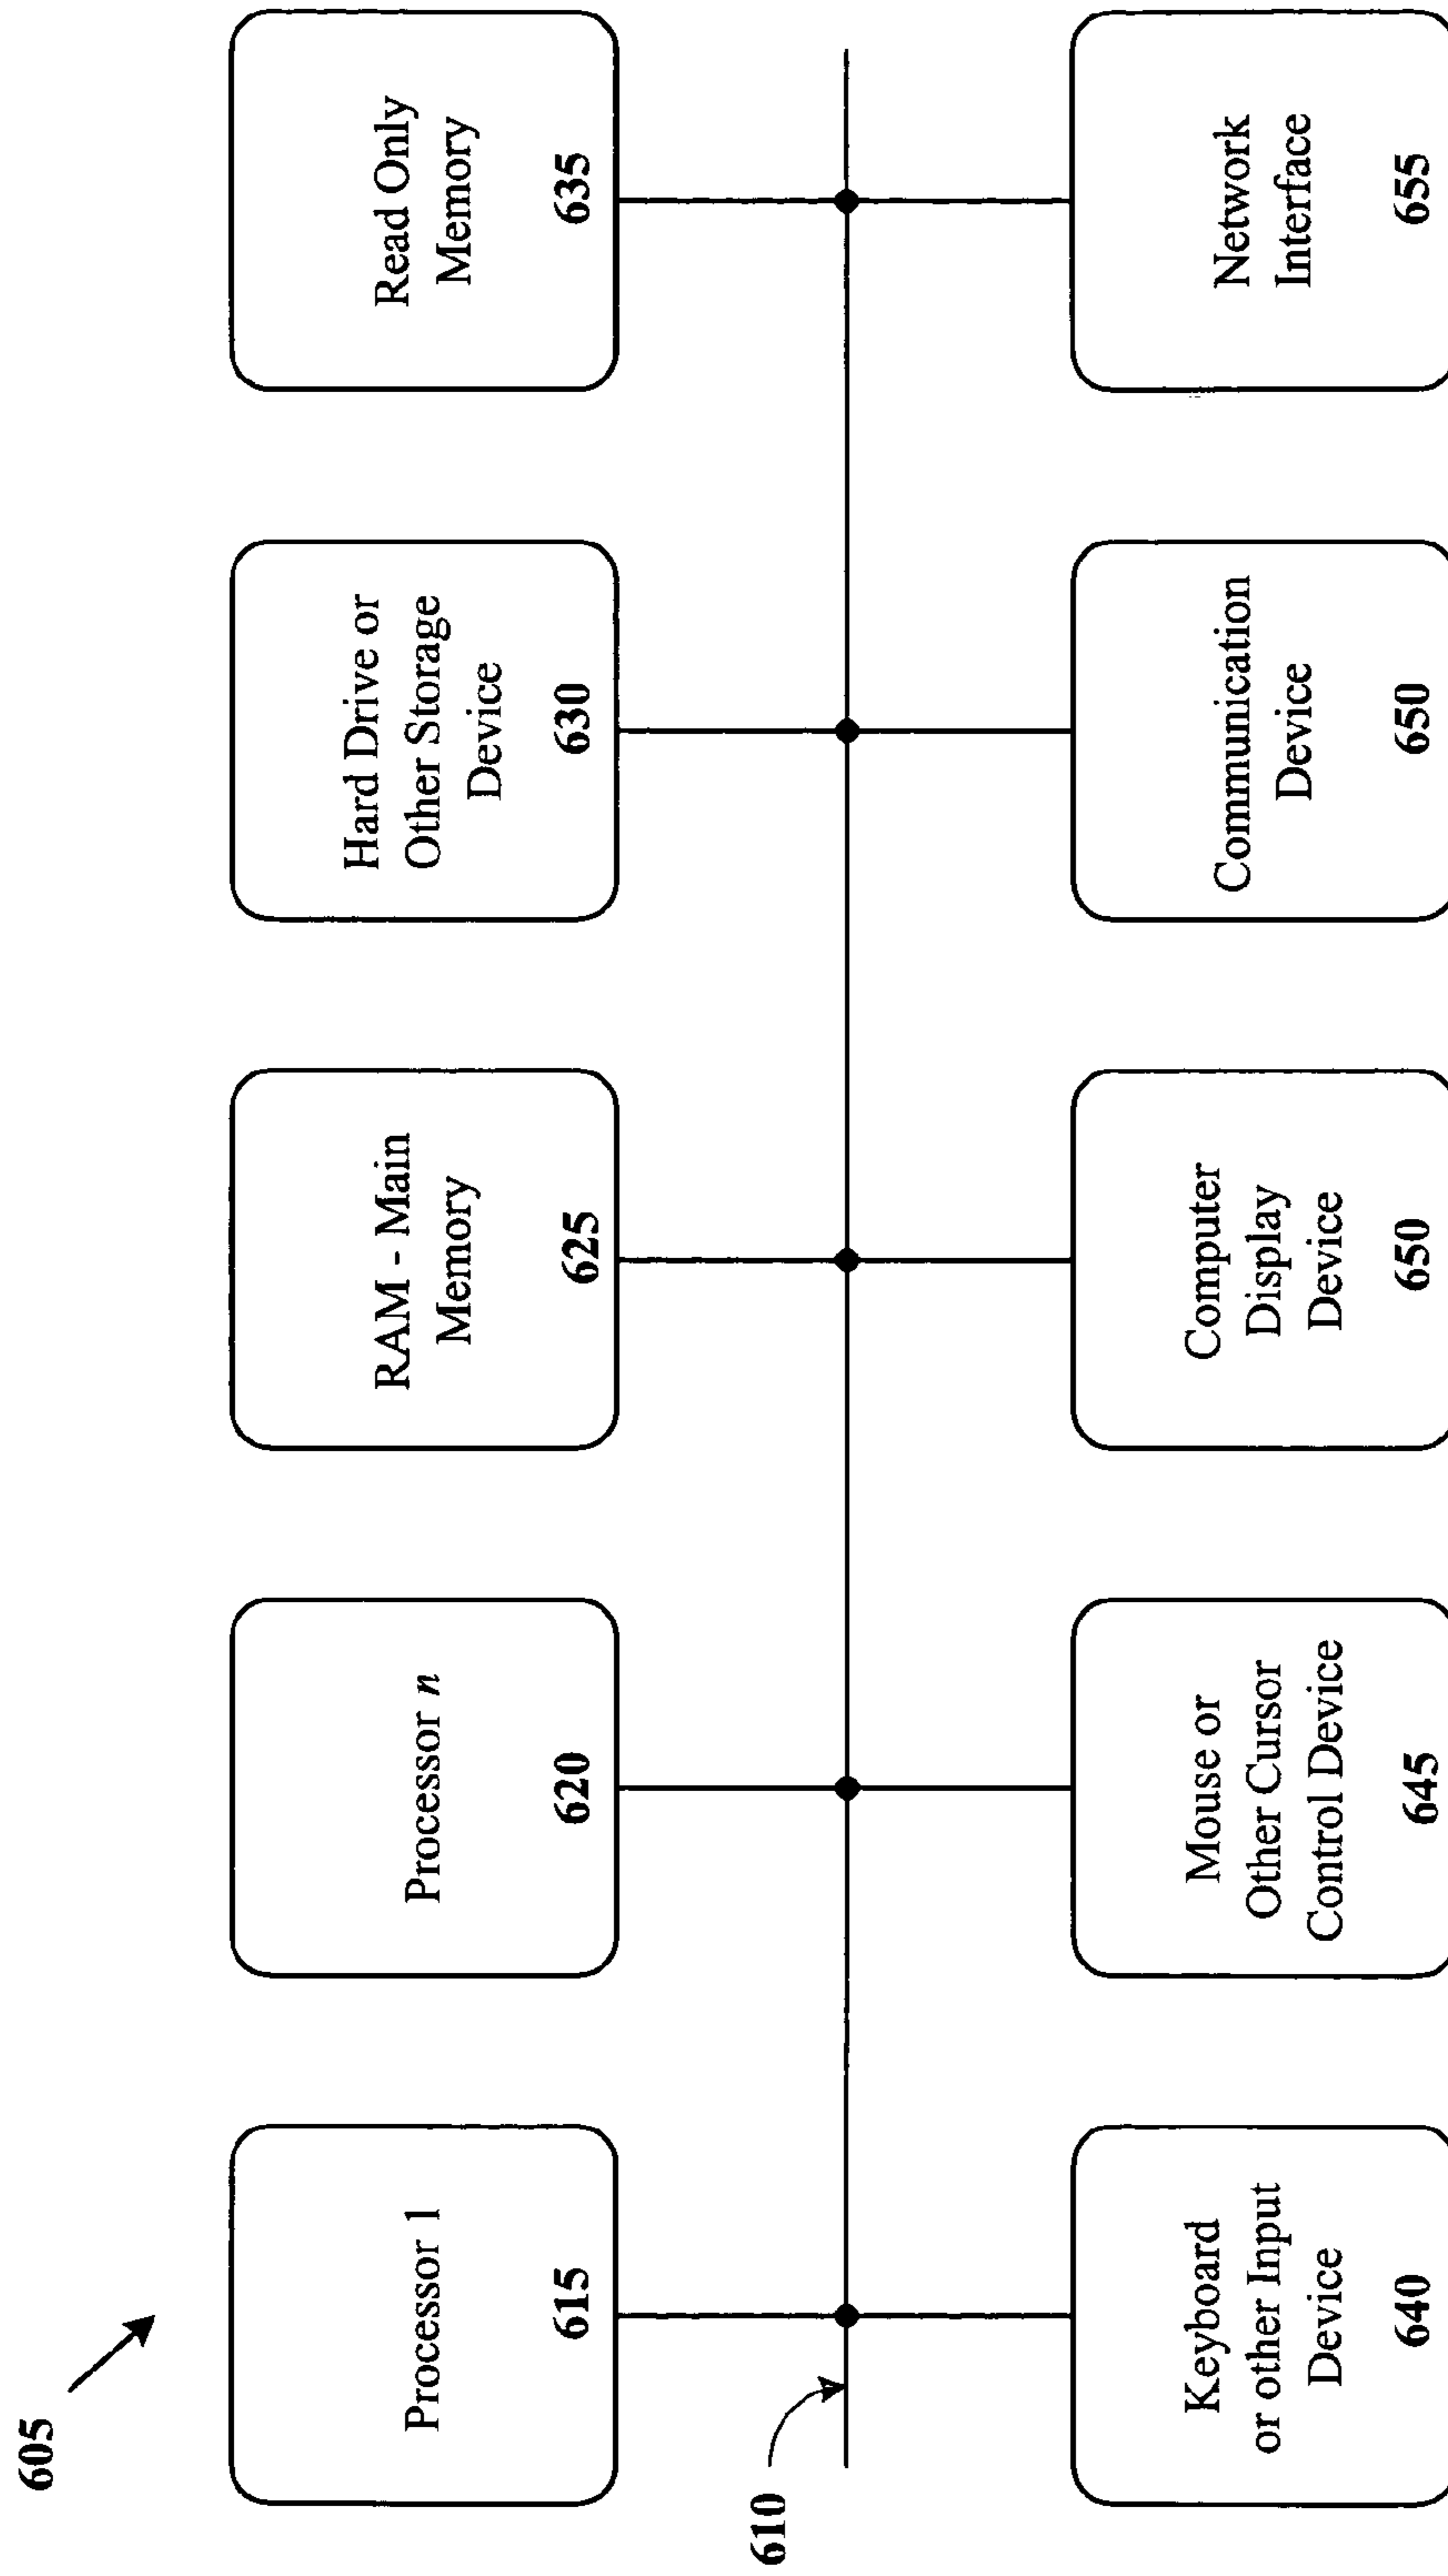 605
Processor 1
615
Processor n
620
RAM - Main
Memory
625
Hard Drive or
Other Storage
Device
630
Read Only
Memory
635
610
Keyboard
or other Input
Device
640
Mouse or
Other Cursor
Control Device
645
Computer
Display
Device
650
Communication
Device
650
Network
Interface
655